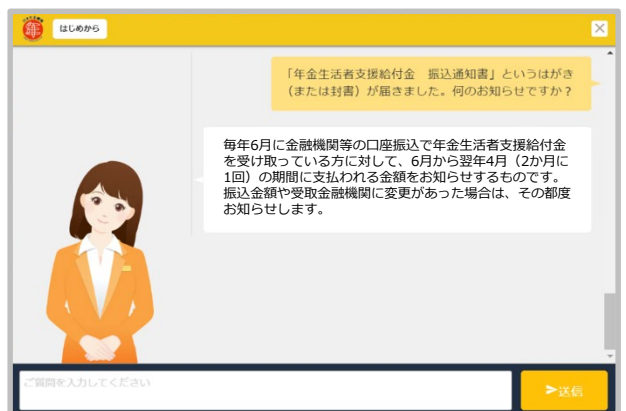 はじめから
「年金生活者支援給付金　振込通知書」というはがき
（または封書）が届きました。何のお知らせですか？
毎年6月に金融機関等の口座振込で年金生活者支援給付金
を受け取っている方に対して、6月から翌年4月（2か月に
1回）の期間に支払われる金額をお知らせするものです。
振込金額や受取金融機関に変更があった場合は、その都度
お知らせします。
ご質問を入力してください
送信